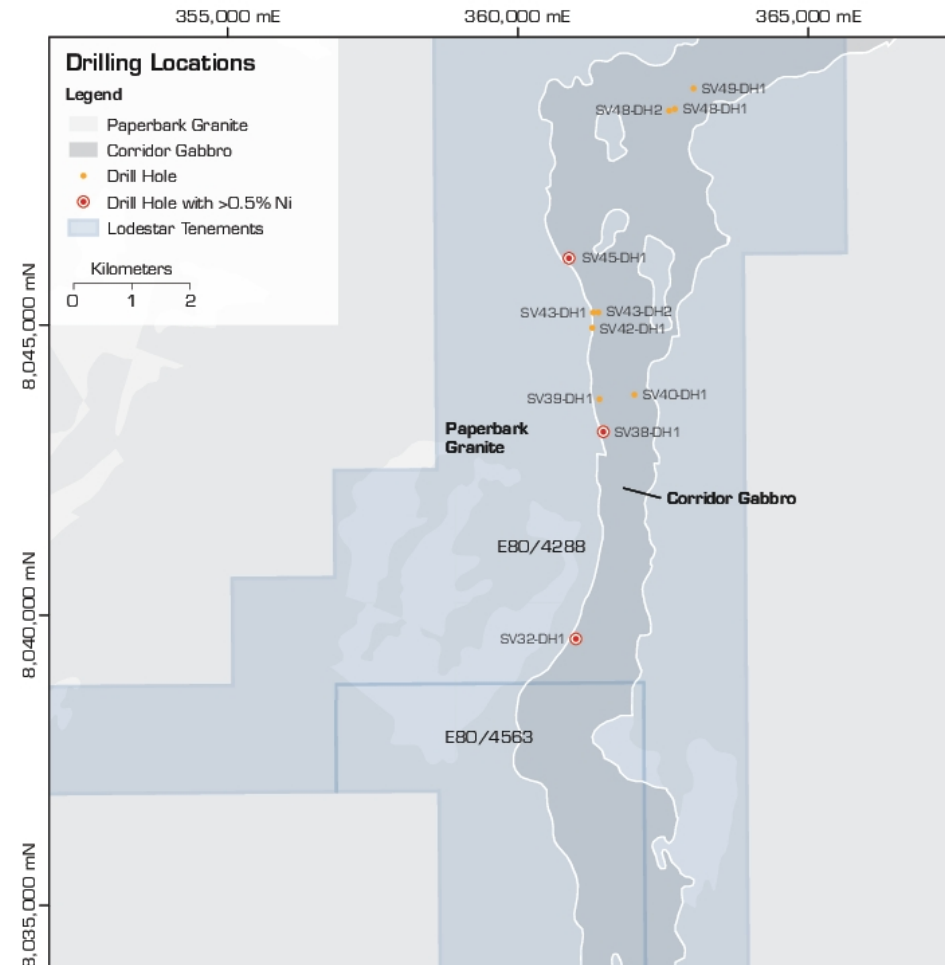 355,000 mE
360,000 mE
365,000 mE
Drilling Locations
Legend
Paperbark Granite
Corridor Gabbro
Drill Hole
Drill Hole with >0.5% Ni
Lodestar Tenements
Kilometers
0 1 2
SV49-DH1
SV48-DH2
SV48-DH1
SV45-DH1
8,045,000 mN
SV43-DH1
SV43-DH2
SV42-DH1
SV39-DH1
SV40-DH1
Paperbark
Granite
SV38-DH1
Corridor Gabbro
E80/4288
8,040,000 mN
SV32-DH1
E80/4563
8,035,000 mN